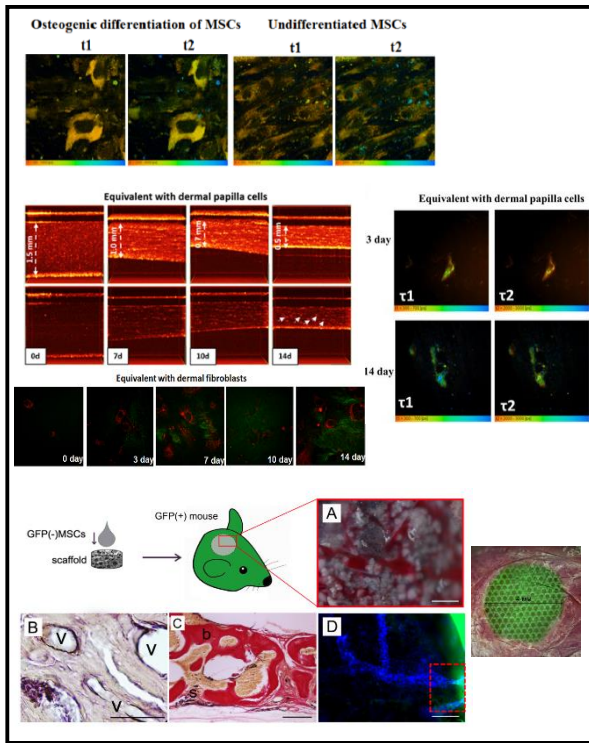 Osteogenic differentiation of MSCs
Undifferentiated MSCs
t1
t2
t1
t2
Equivalent with dermal papilla cells
1.5 mm
1.0 mm
0.5 mm
0d
7d
10d
14d
Equivalent with dermal papilla cells
3 day
τ1
τ2
14 day
τ1
τ2
Equivalent with dermal fibroblasts
0 day
3 day
7 day
10 day
14 day
GFP(-)MSCs
scaffold
GFP(+) mouse
A
B
V
V
V
C
b
s
D